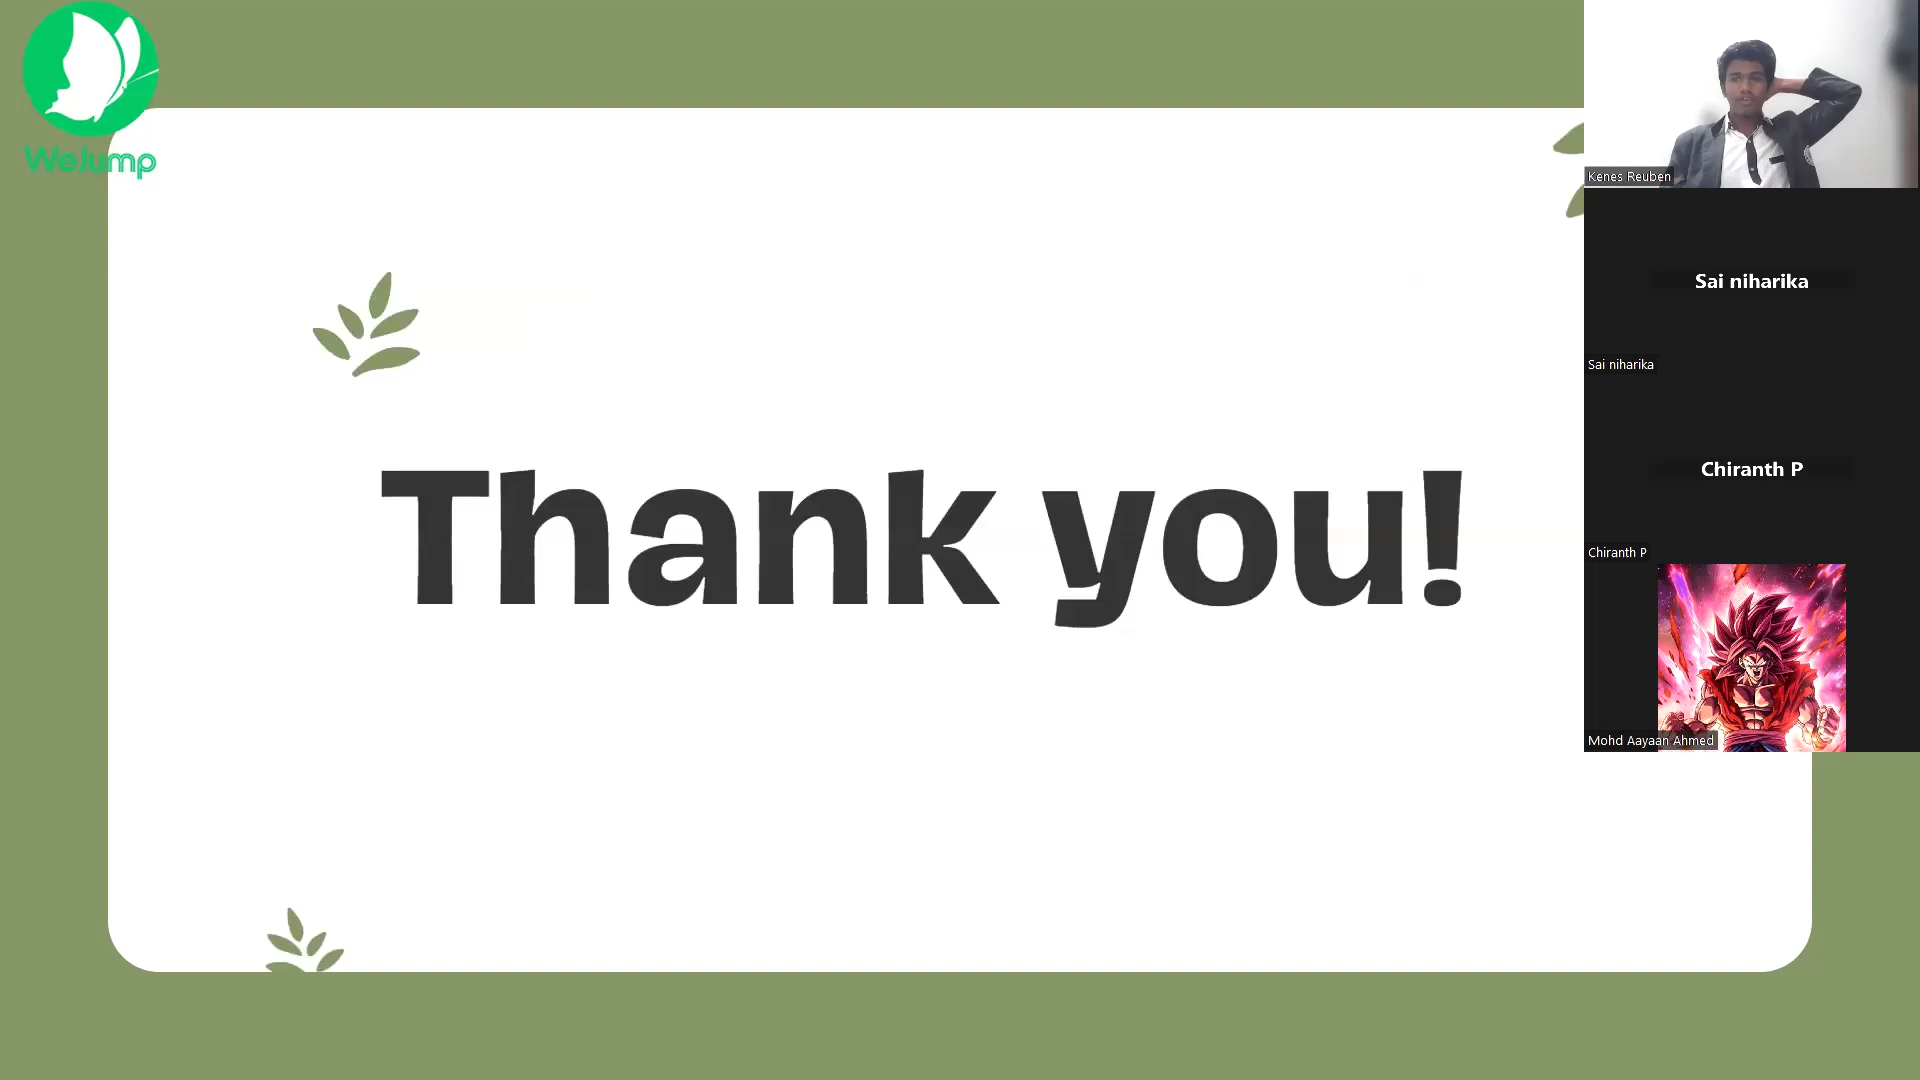 WeJump
Thank you!
Kenes Reuben
Sai niharika
Sai niharika
Chiranth P
Chiranth P
Mohd Aayaan Ahmed